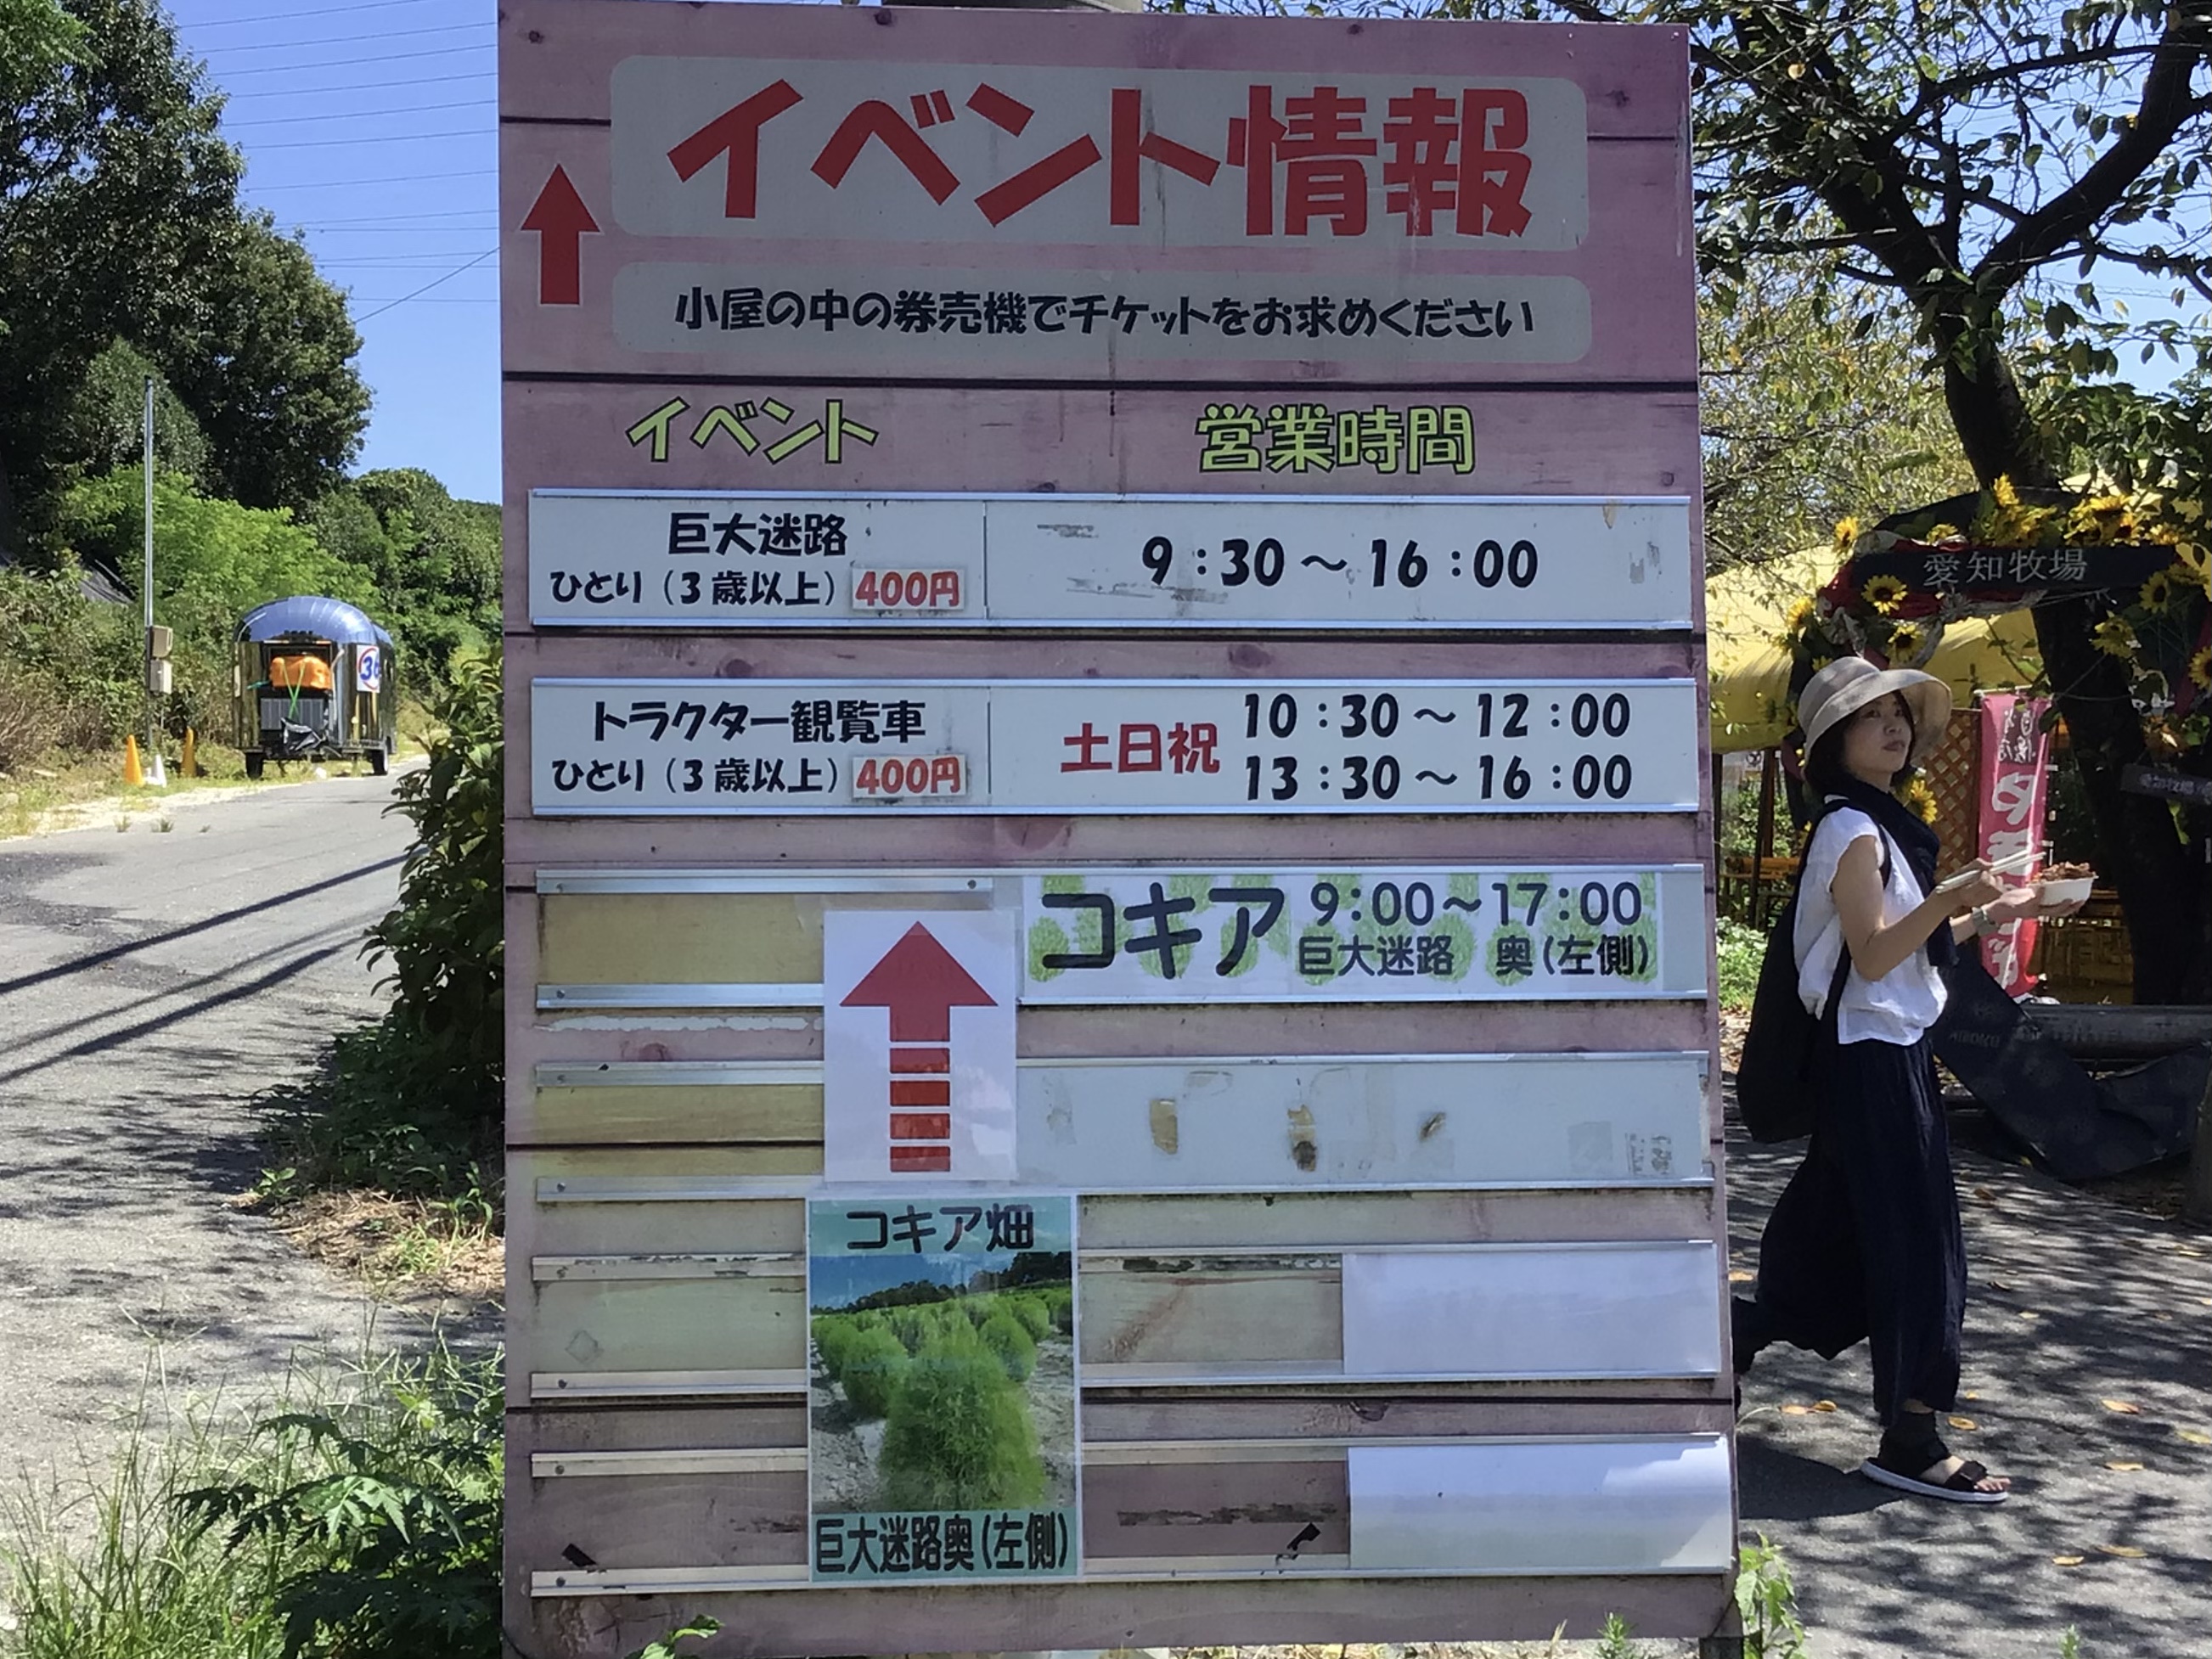 イベント情報
小屋の中の券売機でチケットをお求めください
イベント 営業時間
巨大迷路
ひとり（3歳以上）400円
9：30～16：00
トラクター観覧車
ひとり（3歳以上）400円
土日祝
10：30～12：00
13：30～16：00
コキア 9:00～17:00
巨大迷路 奥（左側）
コキア畑
巨大迷路奥（左側）
愛知牧場